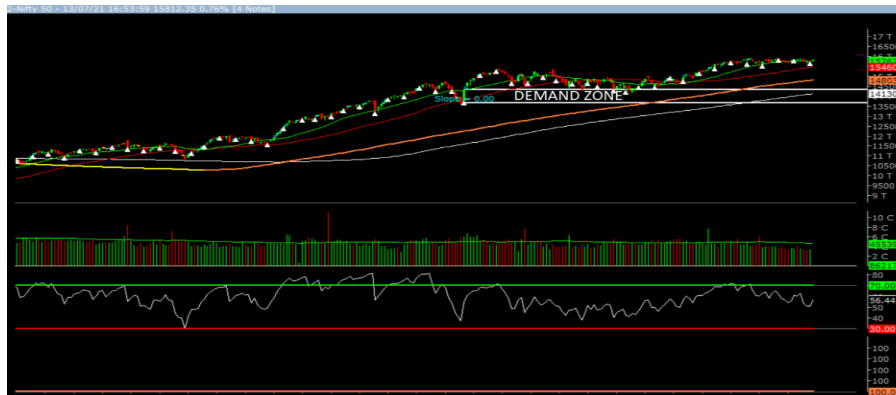 2-Nifty 50 - 13/07/21 16:53:59 15812.35 0.76% [4 Notes]
17 T
16500
15460
14803
14130
13 T
12500
12 T
11500
11 T
10500
10 T
9500
9 T
Slope = 0.00
DEMAND ZONE
10 C
8 C
6 C
2 C
80
70.00
56.44
50
40
30.00
100
100
100
100
100.0